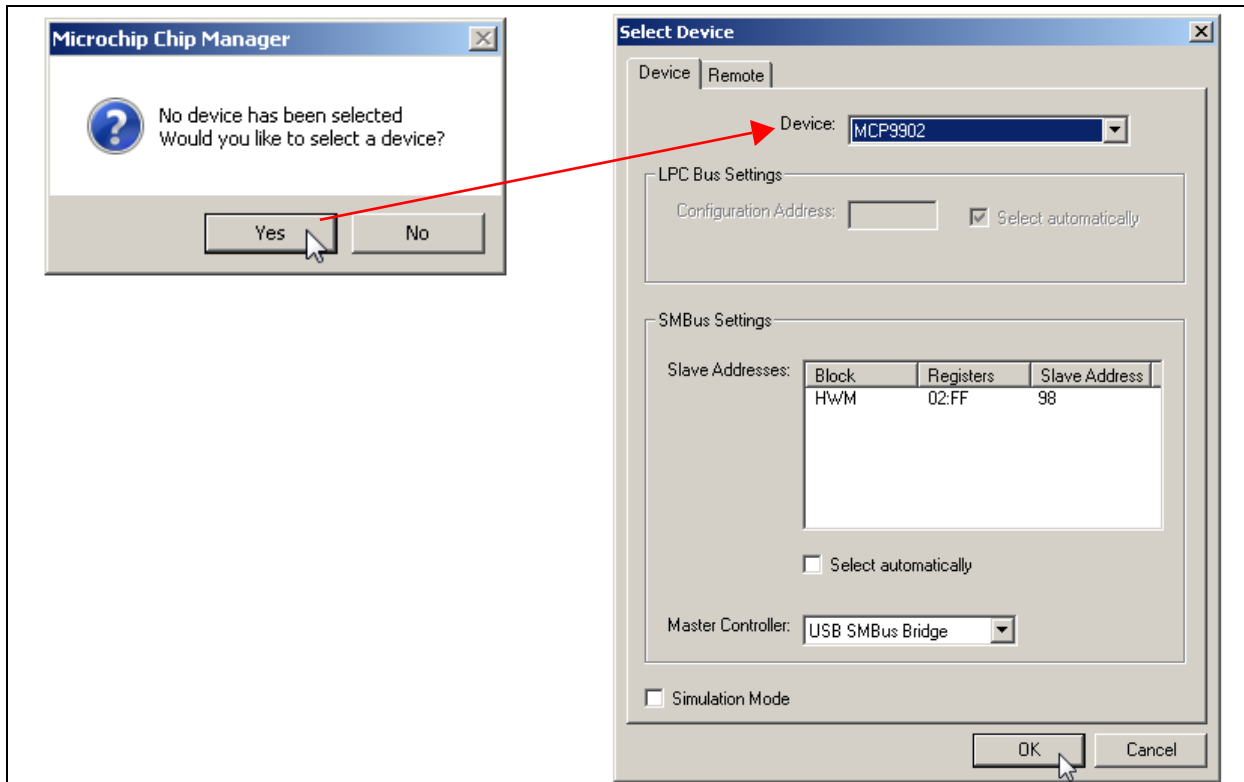 Microchip Chip Manager
No device has been selected
Would you like to select a device?
Yes
No
Select Device
Device
Remote
Device:
MCP9902
LPC Bus Settings
Configuration Address:
Select automatically
SMBus Settings
Slave Addresses:
Block Registers Slave Address
HWM 02:FF 98
Select automatically
Master Controller:
USB SMBus Bridge
Simulation Mode
OK
Cancel